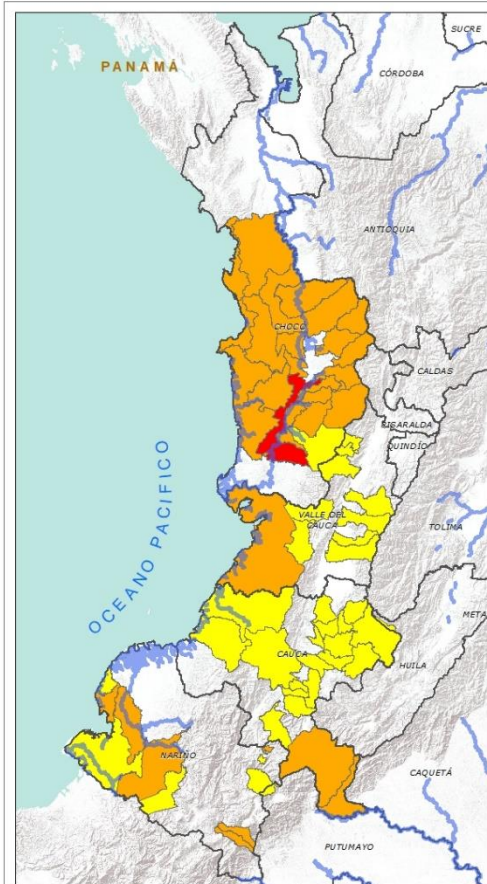 SUCRE
PANAMÁ
CÓRDOBA
ANTIOQUIA
CHOCÓ
CALDAS
RISARALDA
QUINDÍO
OCEANO PACIFICO
VALLE DEL
CAUCA
TOLIMA
META
CAUCA
HUILA
NARIÑO
CAQUETÁ
PUTUMAYO